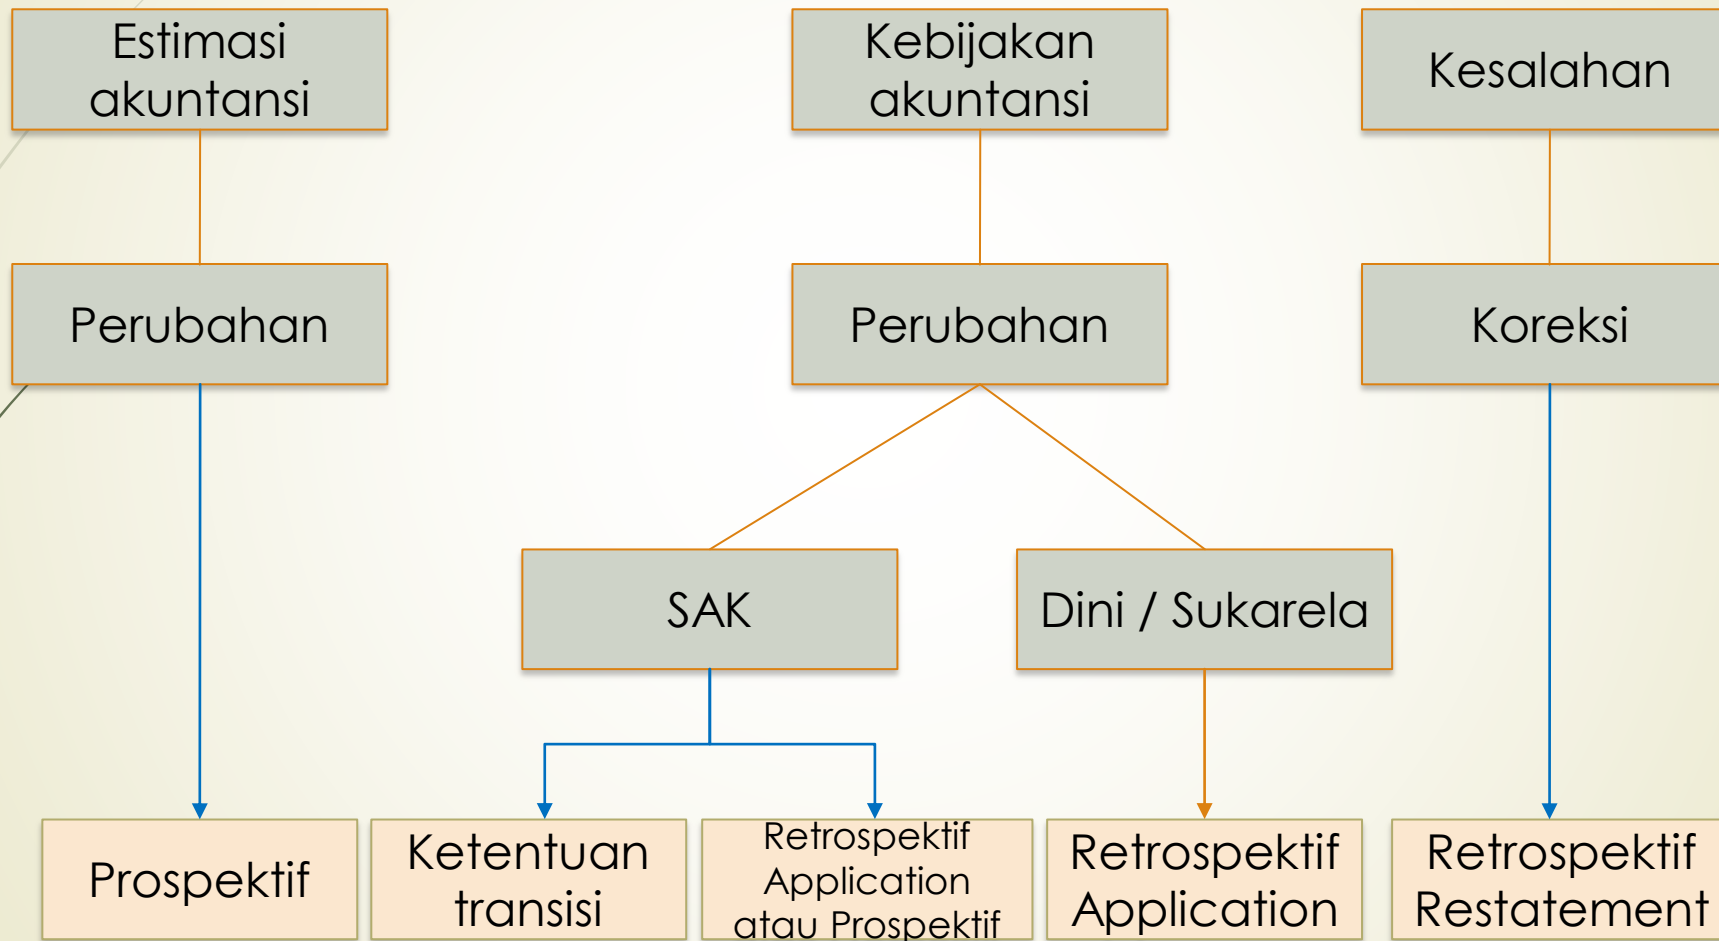 Estimasi
akuntansi
Kebijakan
akuntansi
Kesalahan
Perubahan
Perubahan
Koreksi
SAK
Dini / Sukarela
Prospektif
Ketentuan
transisi
Retrospektif
Application
atau Prospektif
Retrospektif
Application
Retrospektif
Restatement